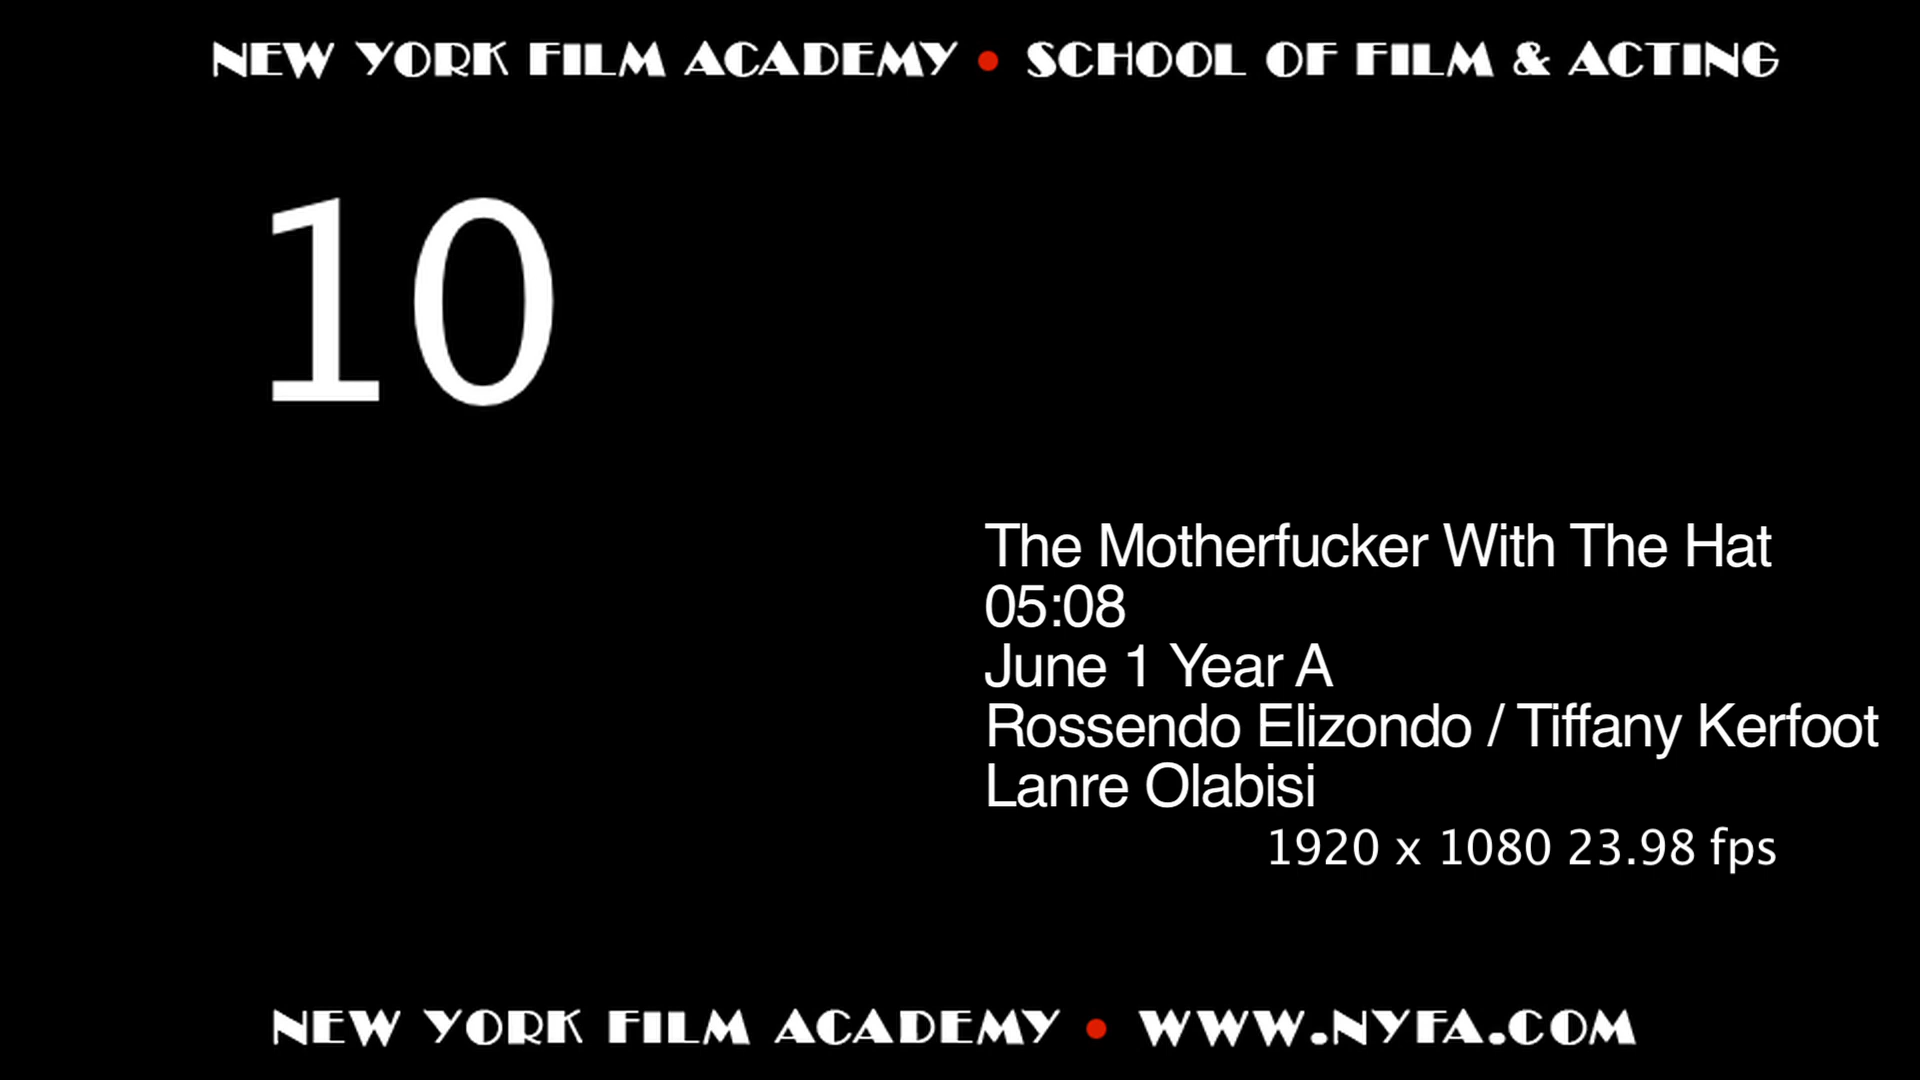 NEW YORK FILM ACADEMY • SCHOOL OF FILM & ACTING
10
The Motherfucker With The Hat
05:08
June 1 Year A
Rossendo Elizondo / Tiffany Kerfoot
Lanre Olabisi
1920 x 1080 23.98 fps
NEW YORK FILM ACADEMY • WWW.NYFA.COM